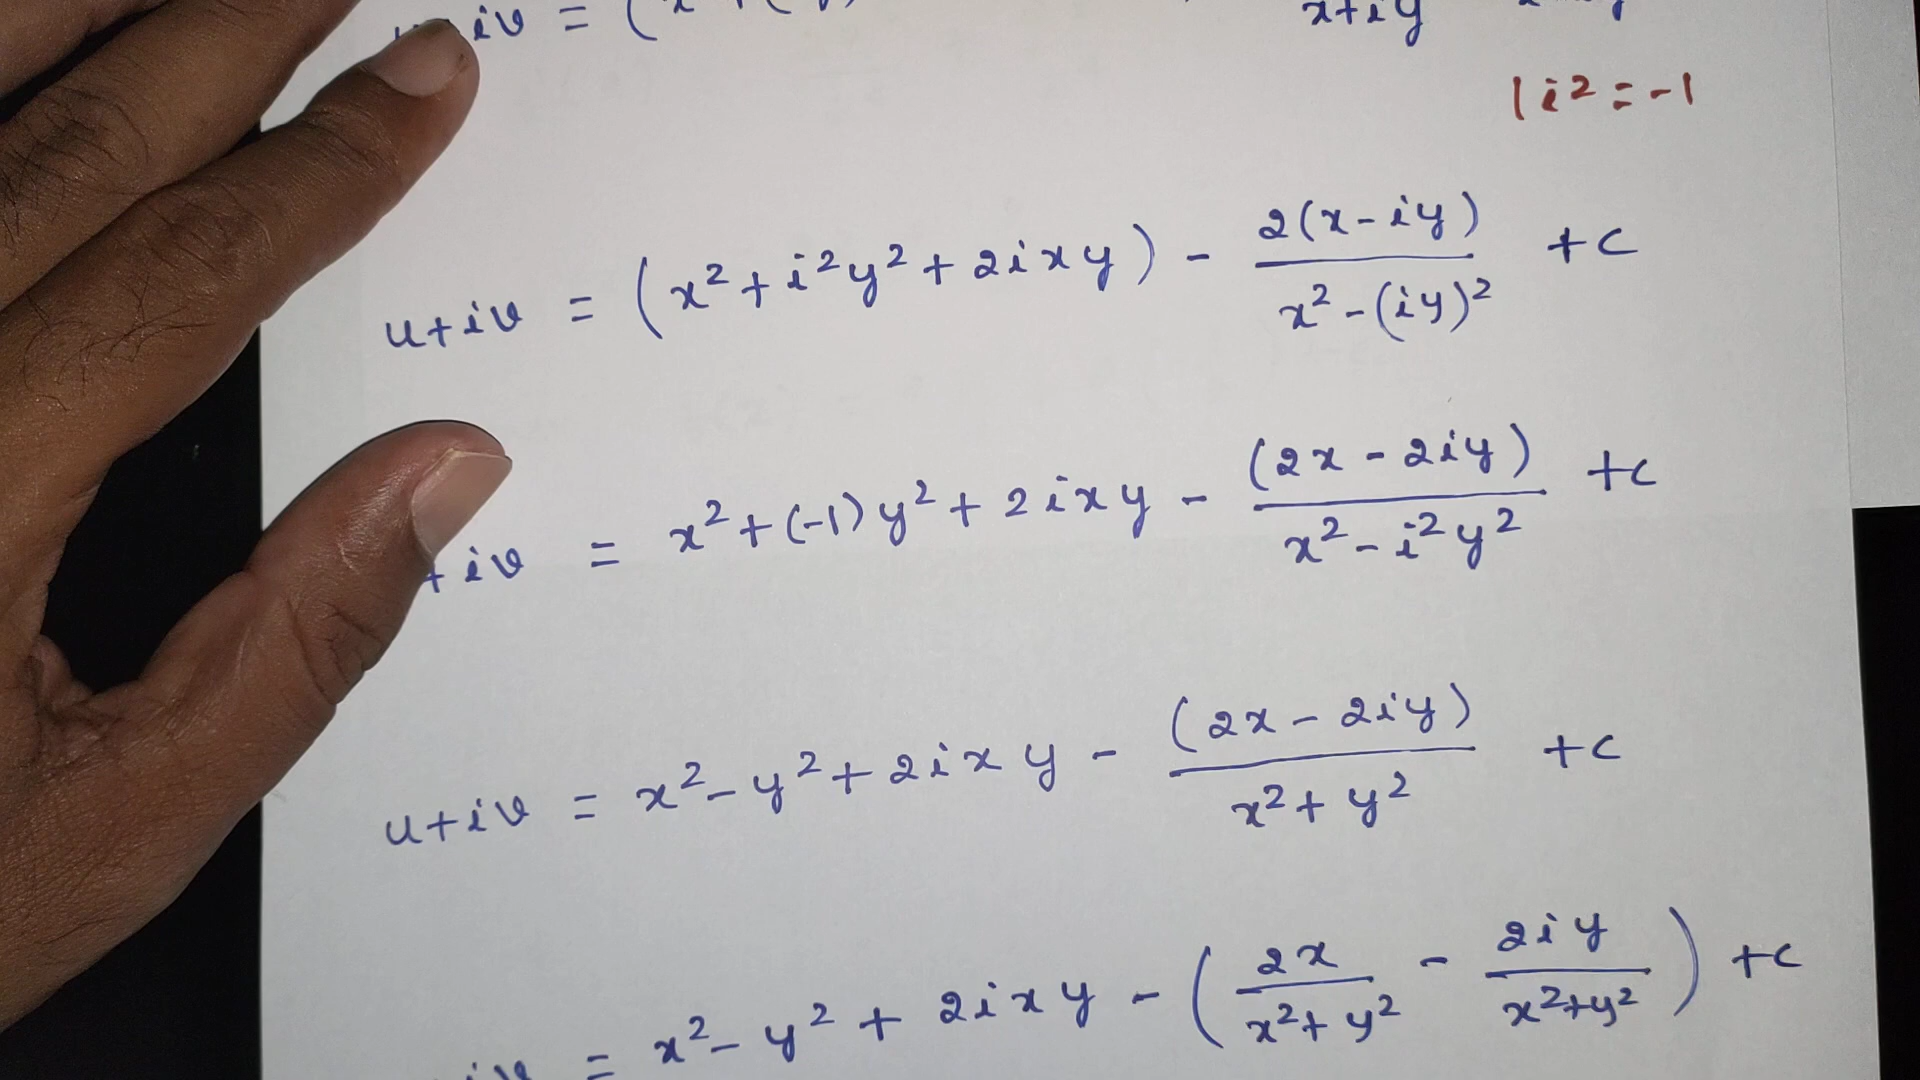 iv = (x
x+iy
| i² = -1
u+iv = (x² + i²y² + 2ixy) - 2(x-iy) / x² - (iy)² + c
+iv = x² + (-1)y² + 2ixy - (2x - 2iy) / x² - i²y² + c
u+iv = x² - y² + 2ixy - (2x - 2iy) / x² + y² + c
iv = x² - y² + 2ixy - (2x / x² + y² - 2iy / x² + y²) + c